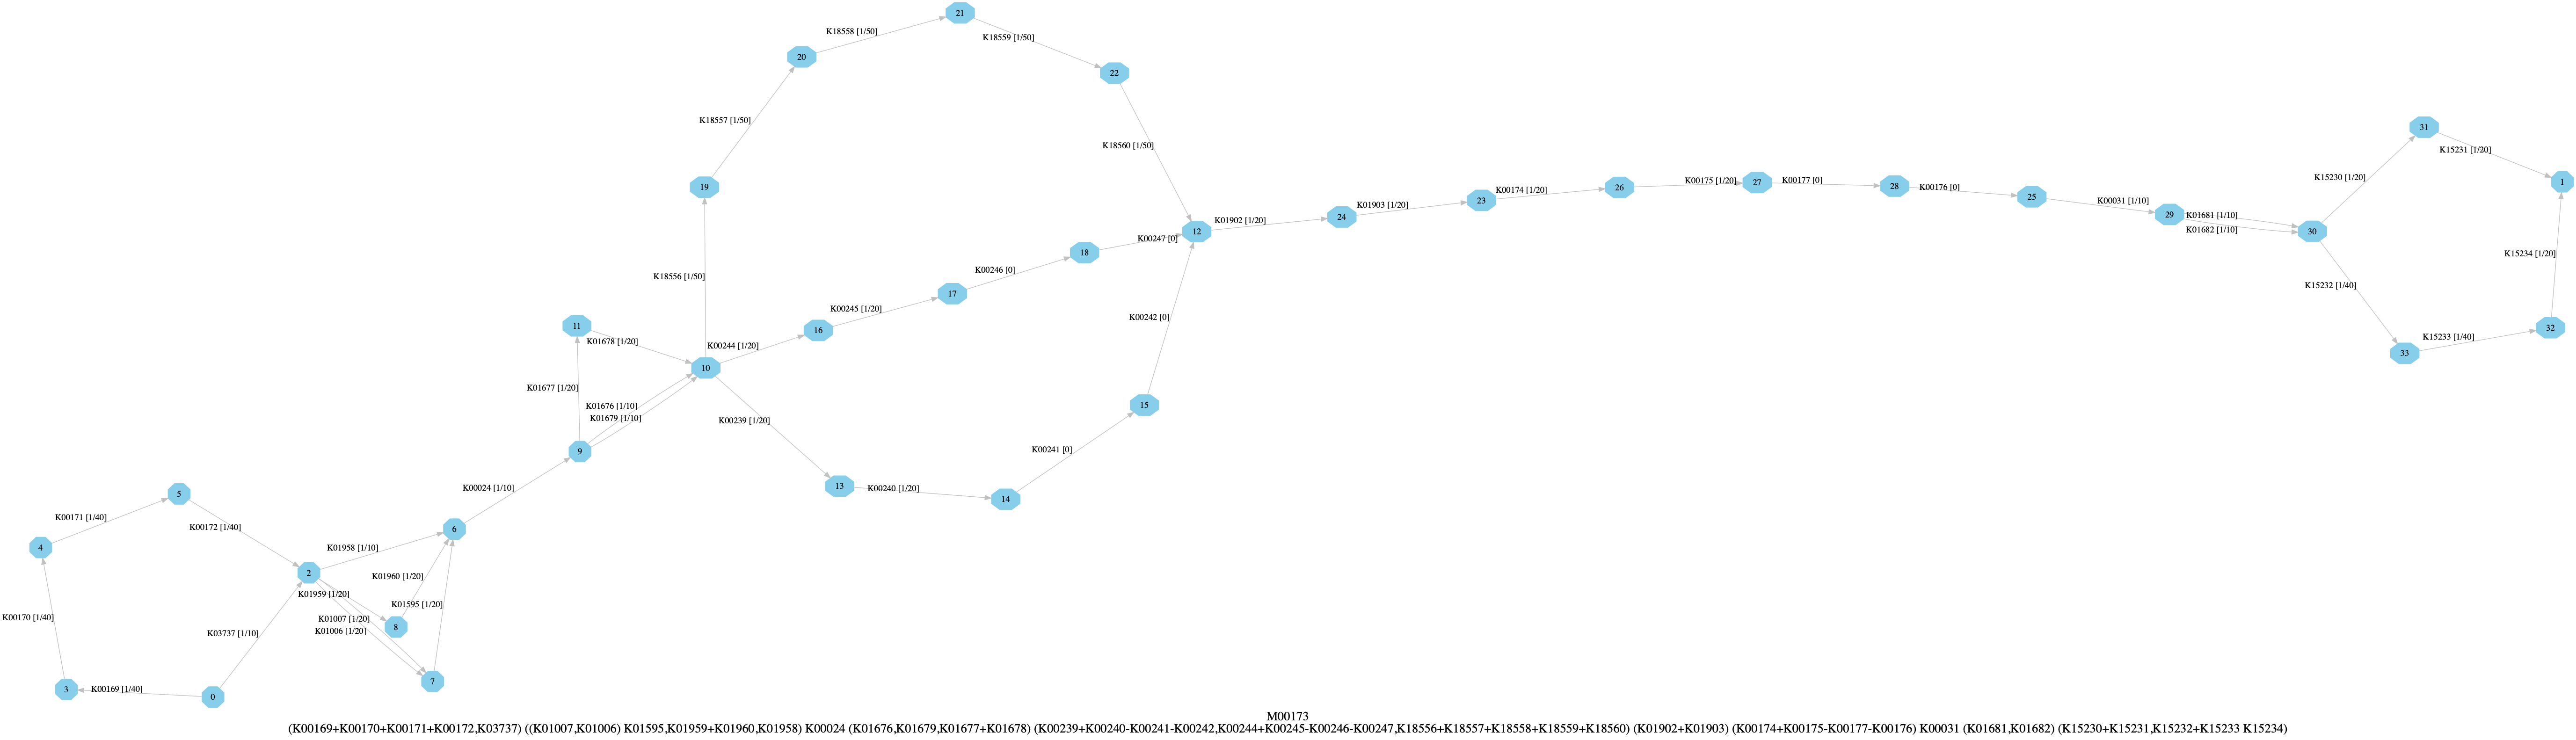 21
K18558 [1/50]
K18559 [1/50]
20
22
K18557 [1/50]
31
K15231 [1/20]
K18560 [1/50]
K15230 [1/20]
19
K00174 [1/20]
26
K00175 [1/20]
27
K00177 [0]
28
K00176 [0]
25
1
23
K01903 [1/20]
K00031 [1/10]
24
K01902 [1/20]
12
29
K01681 [1/10]
K01682 [1/10]
30
K00247 [0]
18
K15234 [1/20]
K18556 [1/50]
K00246 [0]
17
K15232 [1/40]
K00245 [1/20]
K00242 [0]
11
16
32
K01678 [1/20]
K00244 [1/20]
K15233 [1/40]
33
10
K01677 [1/20]
K01676 [1/10]
K01679 [1/10]
K00239 [1/20]
15
9
K00241 [0]
K00024 [1/10]
13
K00240 [1/20]
14
5
K00171 [1/40]
K00172 [1/40]
6
4
K01958 [1/10]
2
K01960 [1/20]
K01959 [1/20]
K01595 [1/20]
K00170 [1/40]
K01007 [1/20]
8
K03737 [1/10]
K01006 [1/20]
7
3
K00169 [1/40]
0
M00173
(K00169+K00170+K00171+K00172,K03737) ((K01007,K01006) K01595,K01959+K01960,K01958) K00024 (K01676,K01679,K01677+K01678) (K00239+K00240-K00241-K00242,K00244+K00245-K00246-K00247,K18556+K18557+K18558+K18559+K18560) (K01902+K01903) (K00174+K00175-K00177-K00176) K00031 (K01681,K01682) (K15230+K15231,K15232+K15233 K15234)